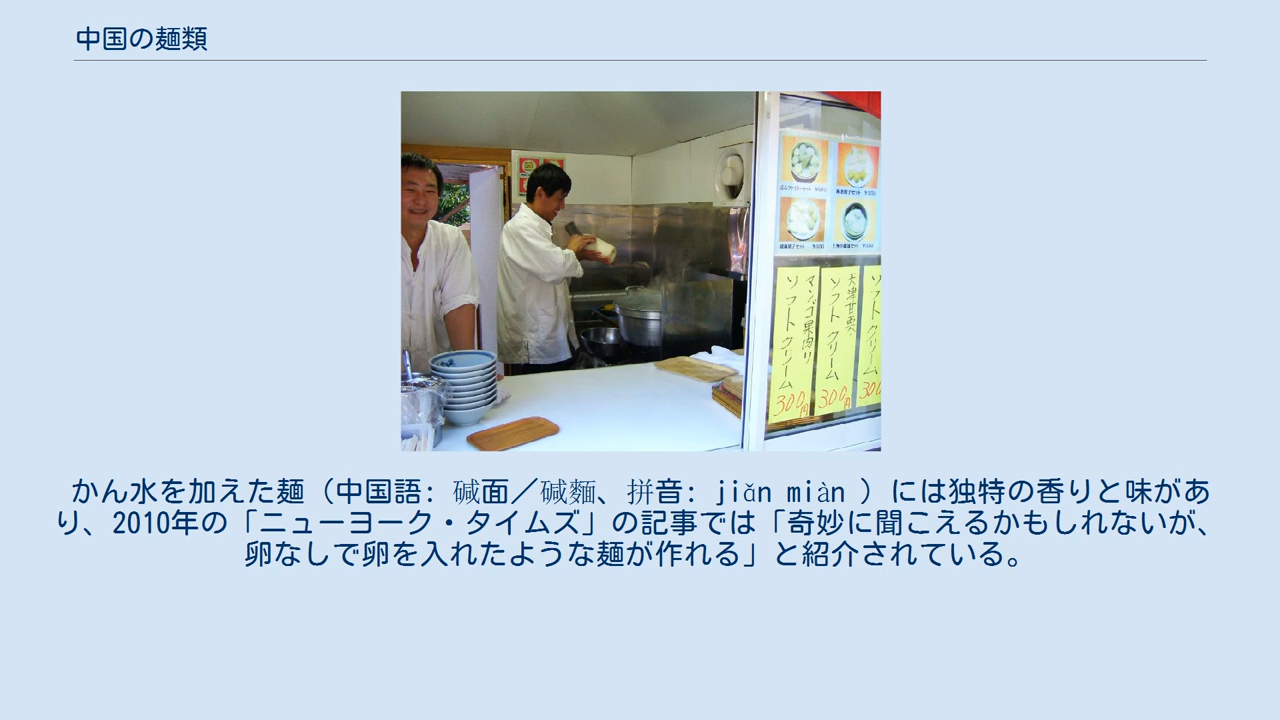 中国の麺類
マンゴ果肉り
ソフトクリーム
300円
天津甘栗
ソフトクリーム
300円
ソフトクリーム
300
かん水を加えた麺（中国語: 碱面／碱麵、拼音: jiǎn miàn ）には独特の香りと味があ
り、2010年の「ニューヨーク・タイムズ」の記事では「奇妙に聞こえるかもしれないが、
卵なしで卵を入れたような麺が作れる」と紹介されている。